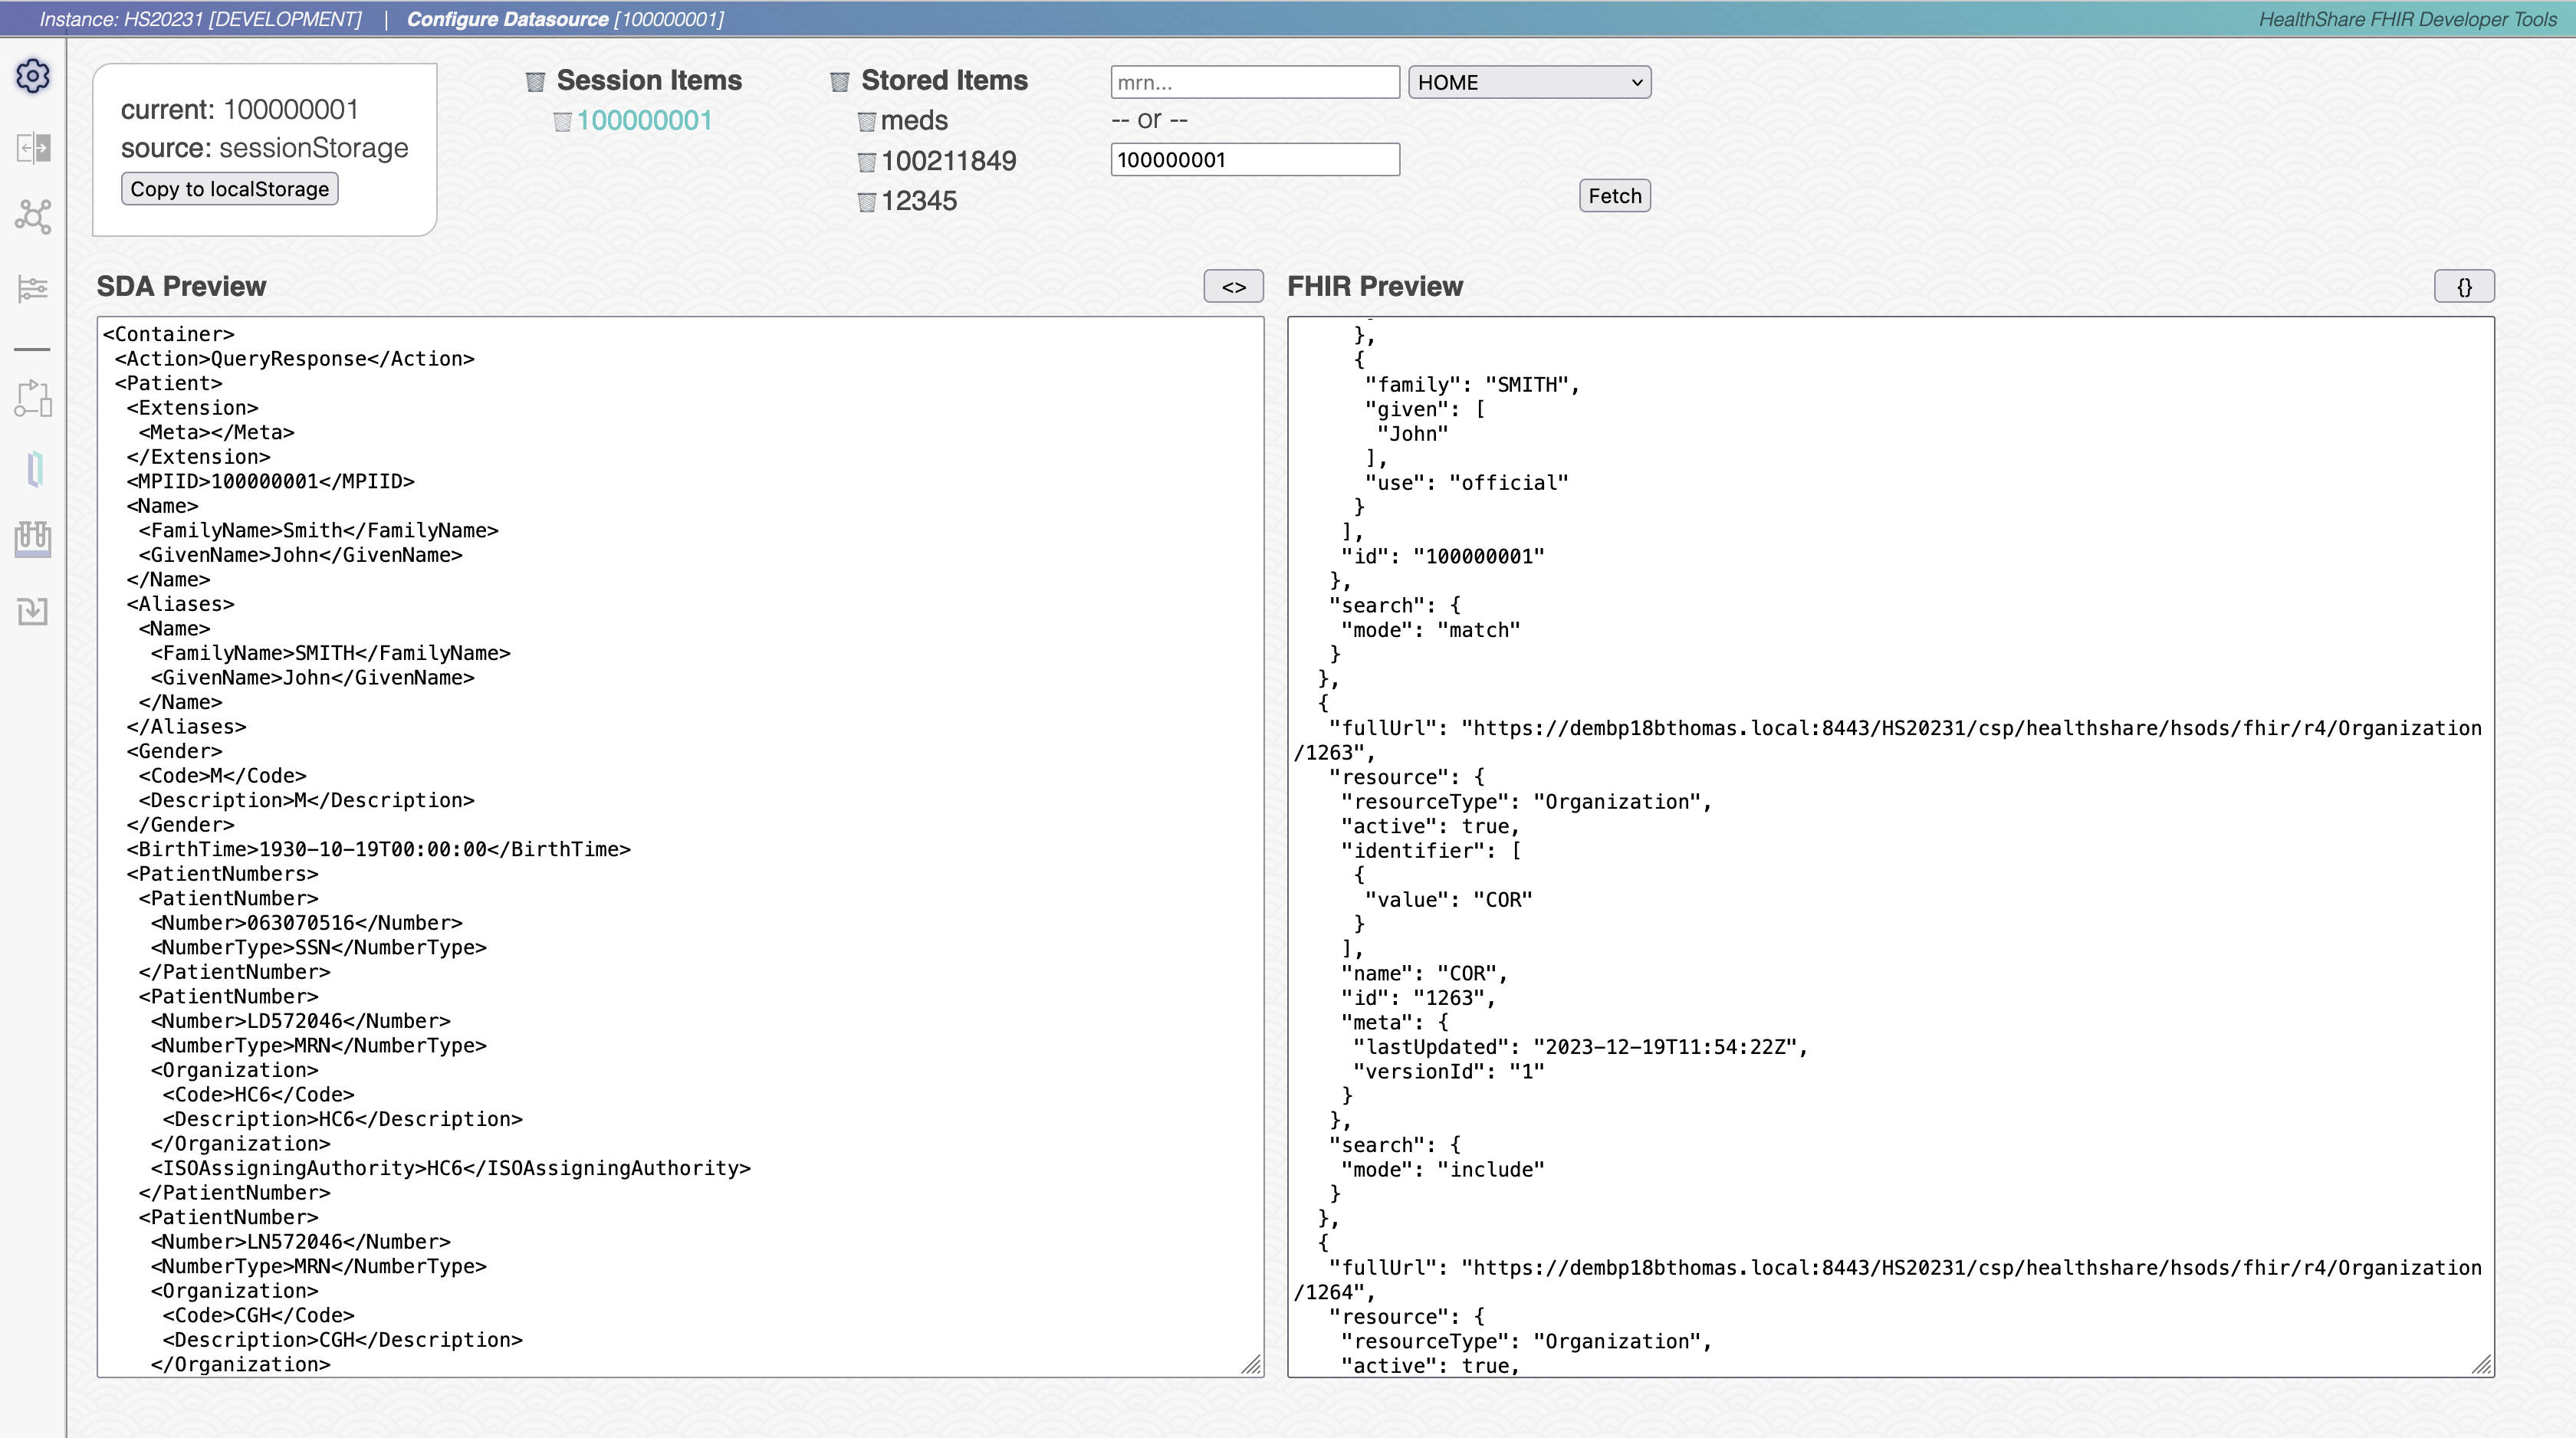 Instance: HS20231 [DEVELOPMENT] | Configure Datasource [100000001]
HealthShare FHIR Developer Tools
current: 100000001
source: sessionStorage
Copy to localStorage
Session Items
100000001
Stored Items
meds
100211849
12345
mrn...
HOME
-- or --
100000001
Fetch
SDA Preview
<>
<Container>
<Action>QueryResponse</Action>
<Patient>
<Extension>
<Meta></Meta>
</Extension>
<MPIID>100000001</MPIID>
<Name>
<FamilyName>Smith</FamilyName>
<GivenName>John</GivenName>
</Name>
<Aliases>
<Name>
<FamilyName>SMITH</FamilyName>
<GivenName>John</GivenName>
</Name>
</Aliases>
<Gender>
<Code>M</Code>
<Description>M</Description>
</Gender>
<BirthTime>1930-10-19T00:00:00</BirthTime>
<PatientNumbers>
<PatientNumber>
<Number>063070516</Number>
<NumberType>SSN</NumberType>
</PatientNumber>
<PatientNumber>
<Number>LD572046</Number>
<NumberType>MRN</NumberType>
<Organization>
<Code>HC6</Code>
<Description>HC6</Description>
</Organization>
<ISOAssigningAuthority>HC6</ISOAssigningAuthority>
</PatientNumber>
<PatientNumber>
<Number>LN572046</Number>
<NumberType>MRN</NumberType>
<Organization>
<Code>CGH</Code>
<Description>CGH</Description>
</Organization>
FHIR Preview
{}
},
{
"family": "SMITH",
"given": [
"John"
],
"use": "official"
}
],
"id": "100000001"
},
"search": {
"mode": "match"
}
},
{
"fullUrl": "https://dembp18bthomas.local:8443/HS20231/csp/healthshare/hsods/fhir/r4/Organization
/1263",
"resource": {
"resourceType": "Organization",
"active": true,
"identifier": [
{
"value": "COR"
}
],
"name": "COR",
"id": "1263",
"meta": {
"lastUpdated": "2023-12-19T11:54:22Z",
"versionId": "1"
}
},
"search": {
"mode": "include"
}
},
{
"fullUrl": "https://dembp18bthomas.local:8443/HS20231/csp/healthshare/hsods/fhir/r4/Organization
/1264",
"resource": {
"resourceType": "Organization",
"active": true,